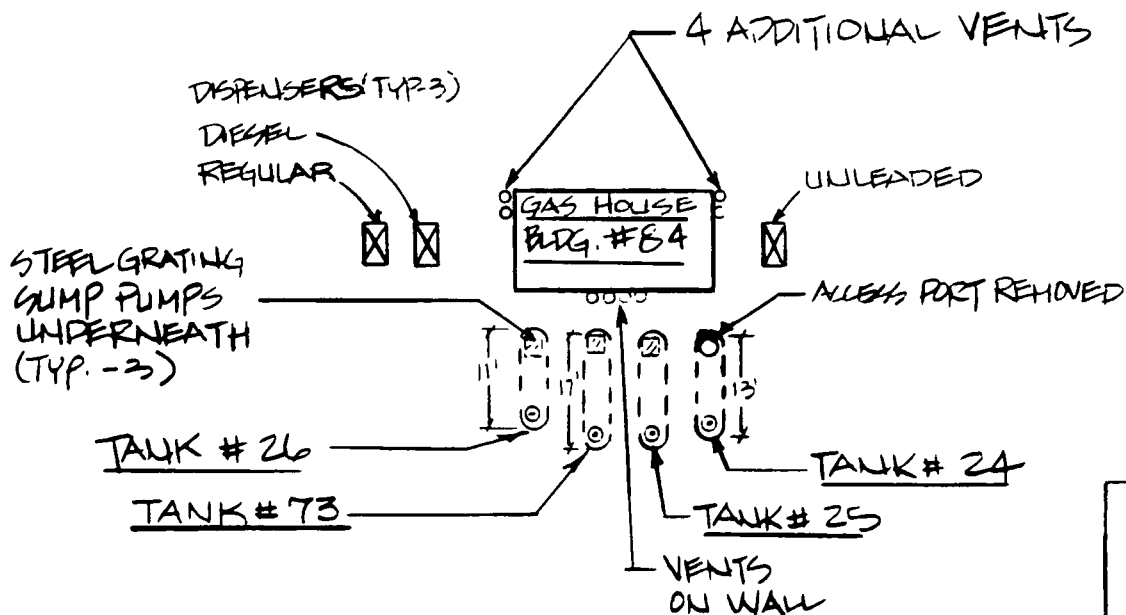 4 ADDITIONAL VENTS
DISPENSERS (TYP-3)
DIESEL
REGULAR
UNLEADED
GAS HOUSE
BLDG. #84
STEEL GRATING
SUMP PUMPS
UNDERNEATH
(TYP. - 3)
ACCESS PORT REMOVED
11'
17'
13'
TANK # 26
TANK # 24
TANK # 73
TANK # 25
VENTS
ON WALL